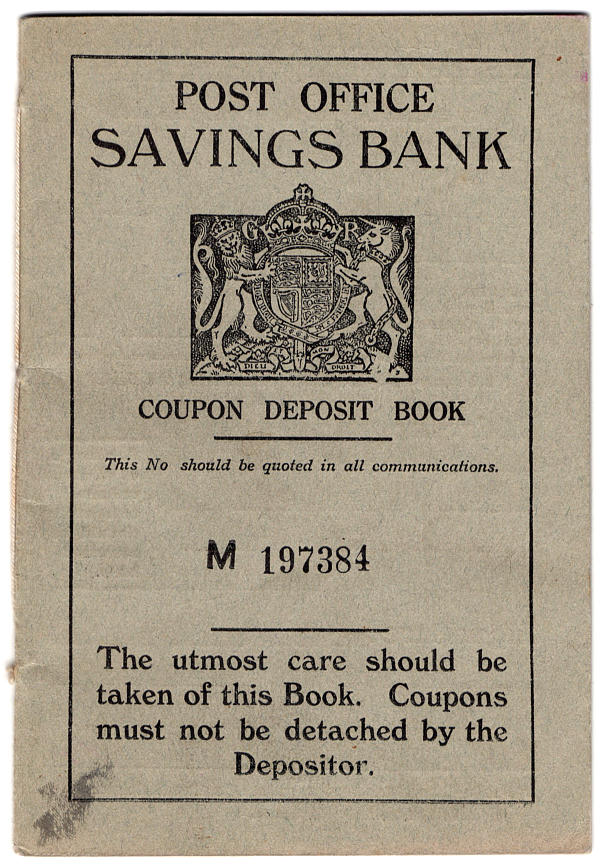 POST OFFICE
SAVINGS BANK
G R
DIEU ET MON DROIT
COUPON DEPOSIT BOOK
This No should be quoted in all communications.
M 197384
The utmost care should be
taken of this Book. Coupons
must not be detached by the
Depositor.